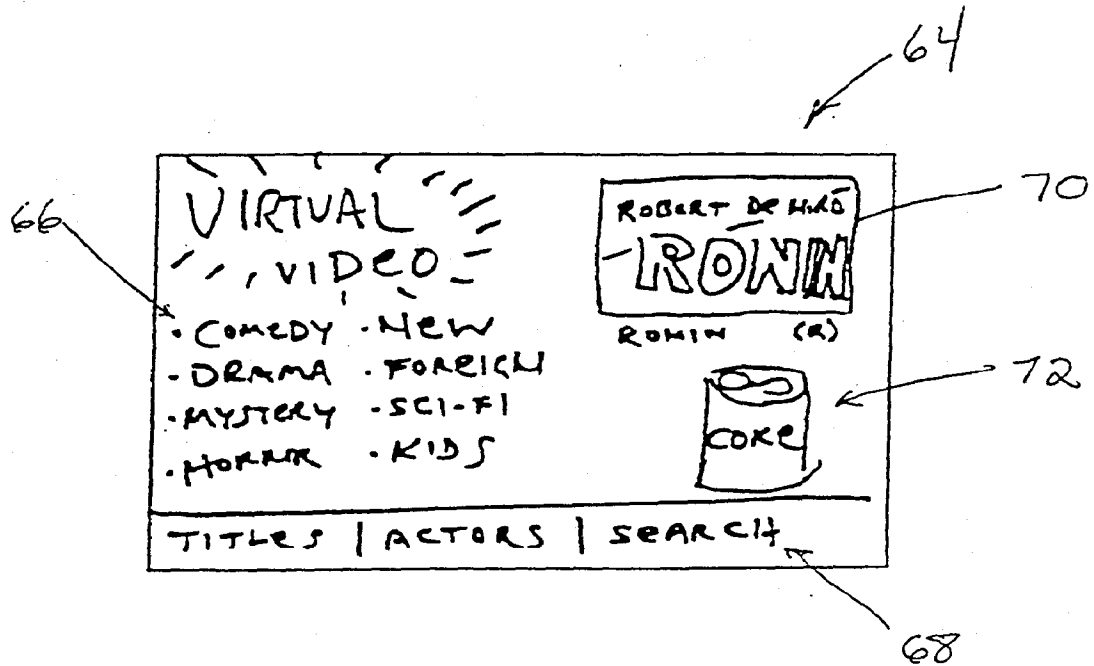 64
66
VIRTUAL
VIDEO
· COMEDY · NEW
· DRAMA · FOREIGN
· MYSTERY · SCI-FI
· HORROR · KIDS
ROBERT DE NIRO
RONIN
RONIN (R)
70
COKE
72
TITLES | ACTORS | SEARCH
68